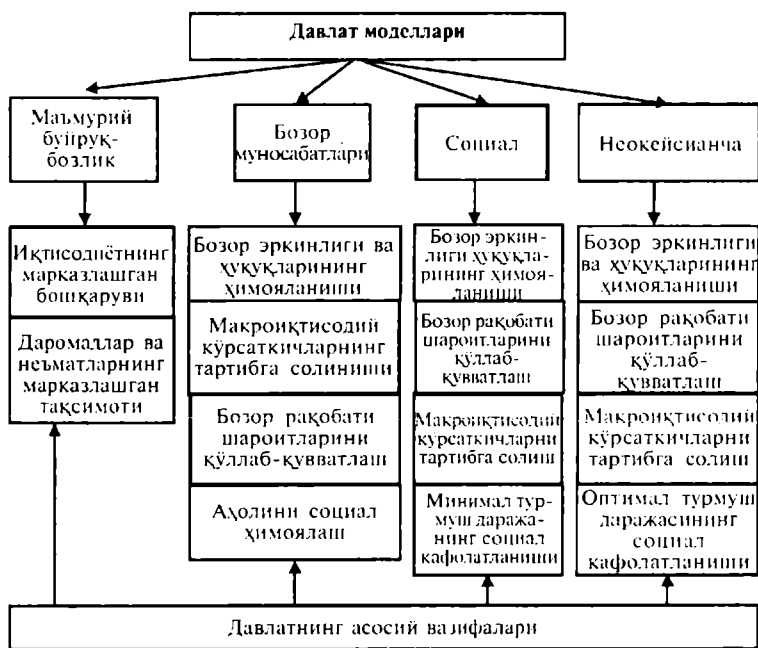 Давлат моделлари
Маъмурий
буйруқ-
бозлик
Бозор
муносабатлари
Социал
Неокейсианча
Иқтисодиётнинг
марказлашган
бошқаруви
Даромадлар ва
неъматларнинг
марказлашган
тақсимоти
Бозор эркинлиги ва
ҳуқуқларининг
ҳимояланиши
Макроиқтисодий
кўрсаткичларнинг
тартибга солиниши
Бозор рақобати
шароитларини
қўллаб-қувватлаш
Аҳолини социал
ҳимоялаш
Бозор эркин-
лиги ҳуқуқла-
рининг ҳимоя-
ланиши
Бозор рақобати
шароитларини
қўллаб-
қувватлаш
Макроиқтисодий
кўрсаткичларни
тартибга солиш
Минимал тур-
муш даража-
нинг социал
кафолатланиши
Бозор эркинлиги
ва ҳуқуқларининг
ҳимояланиши
Бозор рақобати
шароитларини
қўллаб-
қувватлаш
Макроиқтисодий
кўрсаткичларни
тартибга солиш
Оптимал турмуш
даражасининг
социал
кафолатланиши
Давлатнинг асосий вазифалари